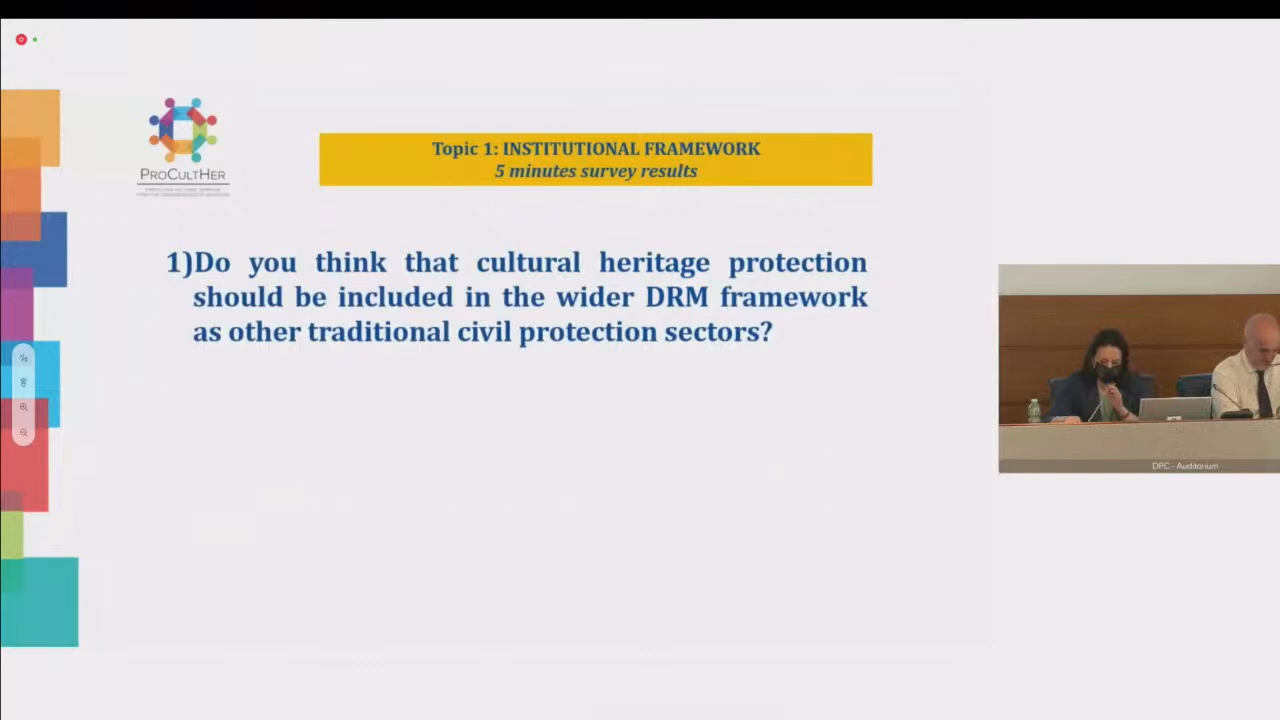 Topic 1: INSTITUTIONAL FRAMEWORK
5 minutes survey results
PROCULTHER
1)Do you think that cultural heritage protection
should be included in the wider DRM framework
as other traditional civil protection sectors?
DPC - Auditorium